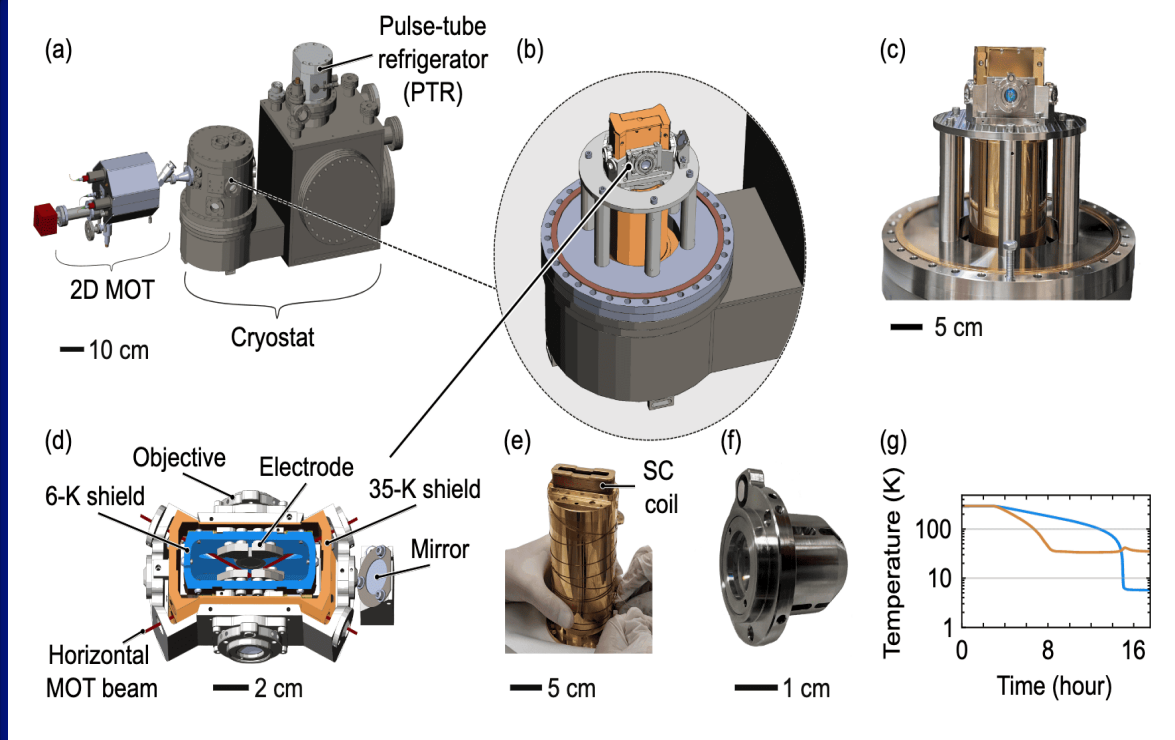 (a)
Pulse-tube
refrigerator
(PTR)
2D MOT
Cryostat
10 cm
(b)
(c)
5 cm
(d)
Objective
Electrode
6-K shield
35-K shield
Mirror
Horizontal
MOT beam
2 cm
(e)
SC
coil
5 cm
(f)
1 cm
(g)
Temperature (K)
100
10
1
0 8 16
Time (hour)